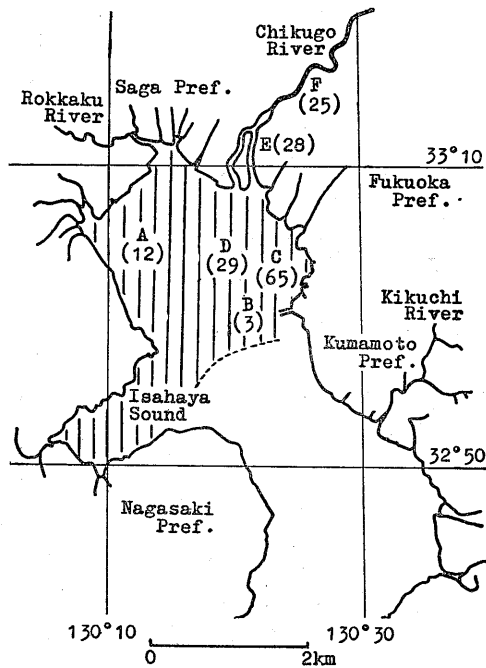 Chikugo
River
F
(25)
Saga Pref.
Rokkaku
River
E(28)
33°10
Fukuoka
Pref.
A
(12)
D
(29)
C
(65)
B
(3)
Kikuchi
River
Kumamoto
Pref.
Isahaya
Sound
32°50
Nagasaki
Pref.
130°10
130°30
0
2km